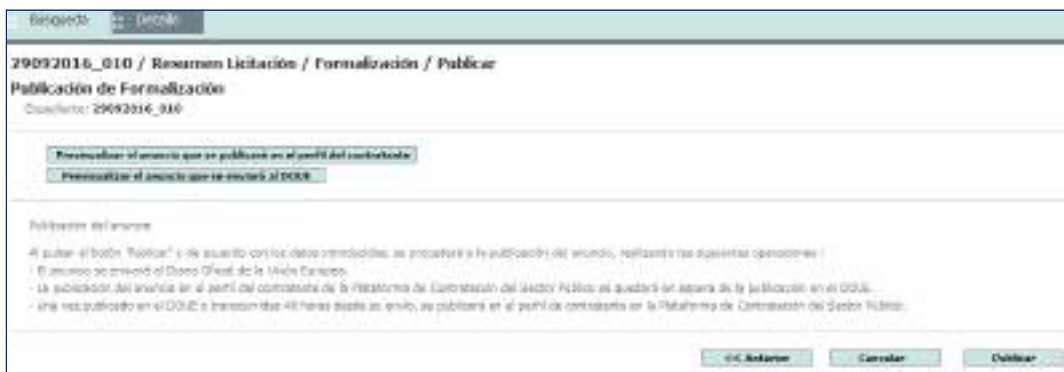 Búsqueda Detalle
29092016_010 / Resumen Licitación / Formalización / Publicar
Publicación de Formalización
Expediente: 29092016_010
Previsualizar el anuncio que se publicará en el perfil del contratante
Previsualizar el anuncio que se enviará al DOUE
Publicación del anuncio
Al pulsar el botón "Publicar" y de acuerdo con los datos introducidos, se procederá a la publicación del anuncio, realizando las siguientes operaciones :
- El anuncio se enviará al Diario Oficial de la Unión Europea.
- La publicación del anuncio en el perfil del contratante de la Plataforma de Contratación del Sector Público se quedará en espera de la publicación en el DOUE.
- Una vez publicado en el DOUE o transcurridas 48 horas desde su envío, se publicará en el perfil de contratante en la Plataforma de Contratación del Sector Público.
<< Anterior Cancelar Publicar